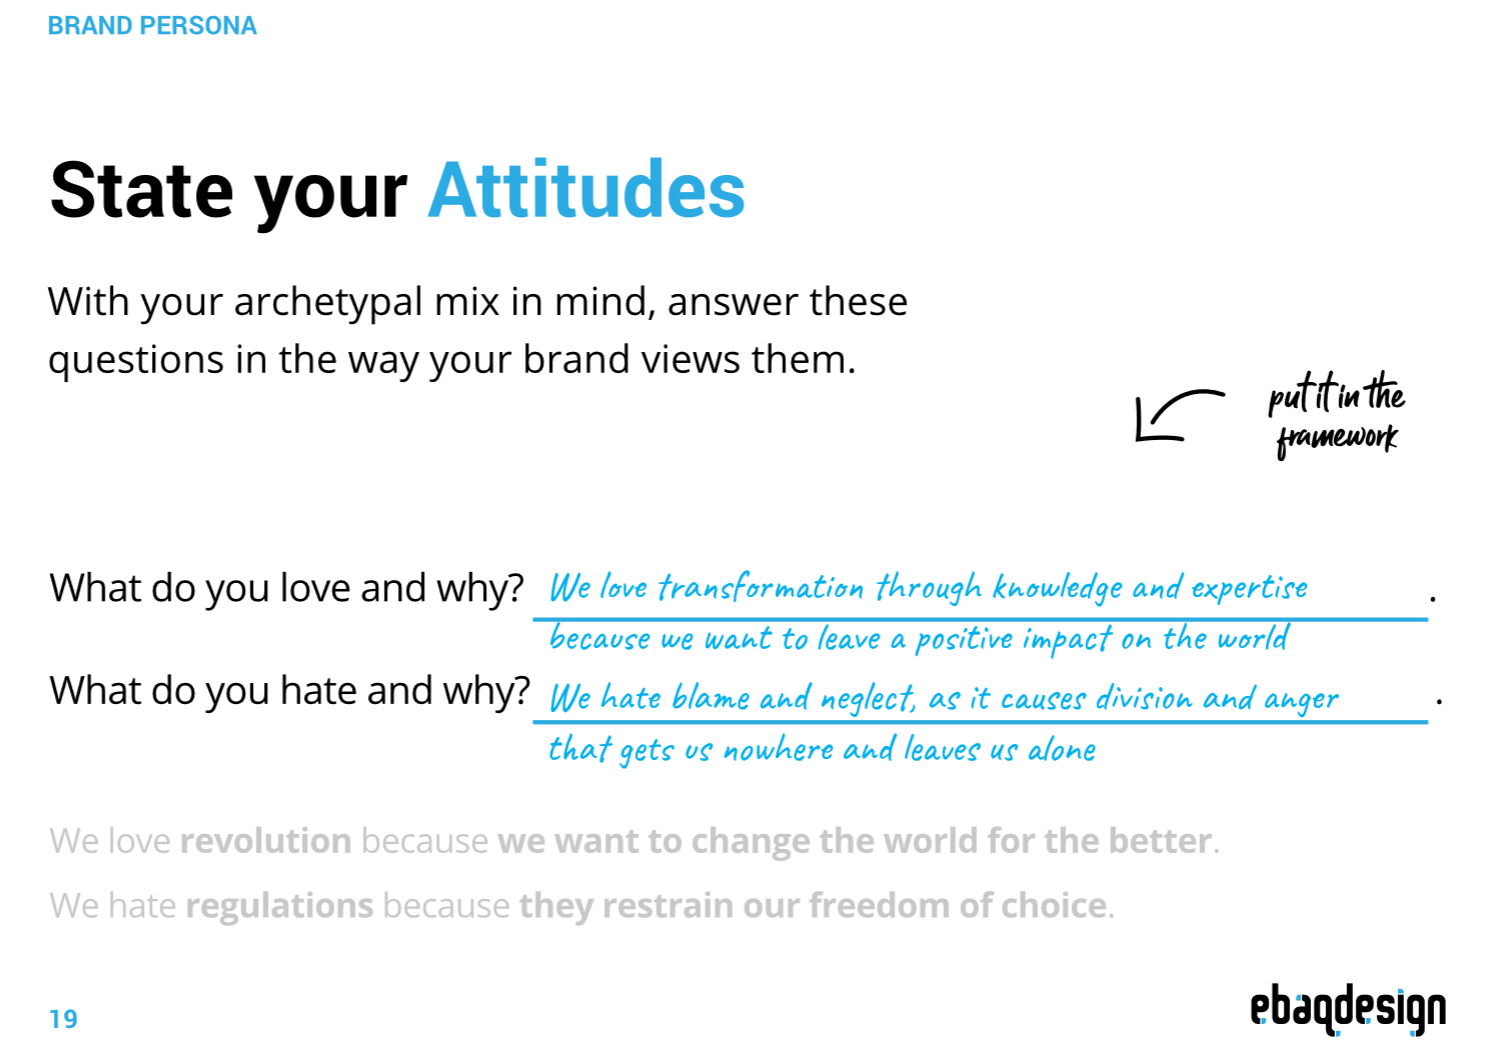 BRAND PERSONA
State your Attitudes
With your archetypal mix in mind, answer these
questions in the way your brand views them.
put it in the
framework
What do you love and why? We love transformation through knowledge and expertise .
because we want to leave a positive impact on the world
What do you hate and why? We hate blame and neglect, as it causes division and anger .
that gets us nowhere and leaves us alone
We love revolution because we want to change the world for the better.
We hate regulations because they restrain our freedom of choice.
19
ebaqdesign